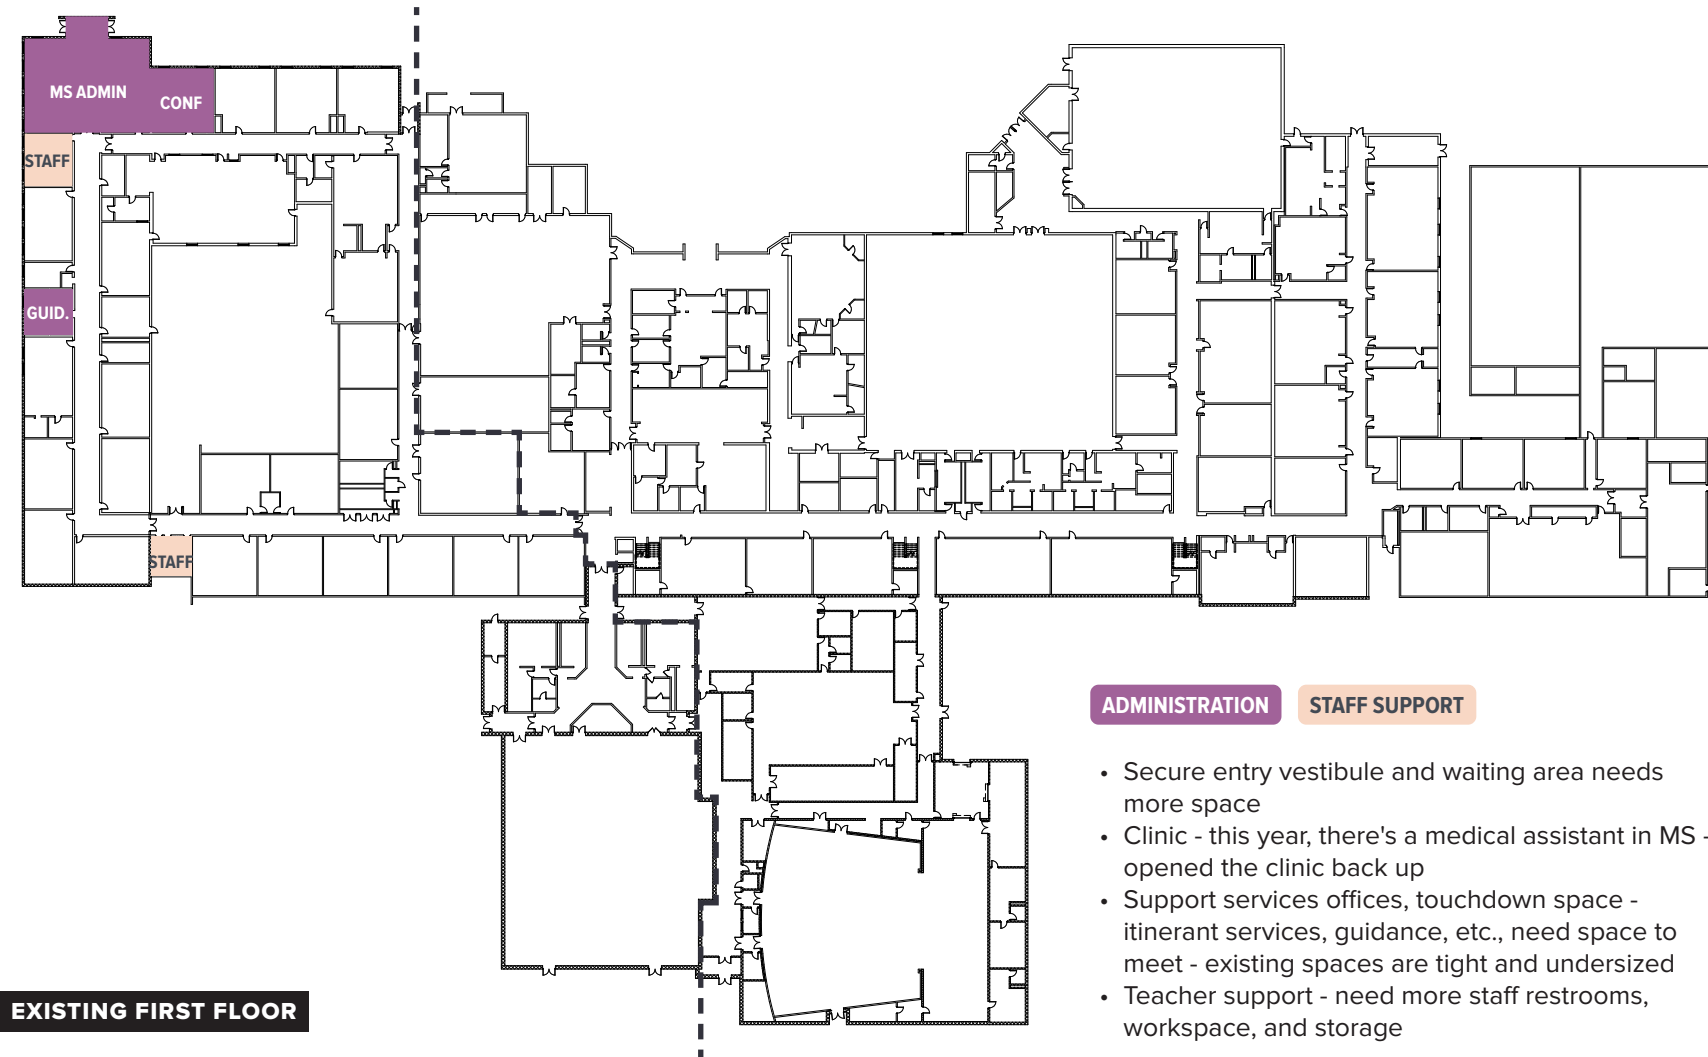 MS ADMIN
CONF
STAFF
GUID.
STAFF
ADMINISTRATION
STAFF SUPPORT
• Secure entry vestibule and waiting area needs
more space
• Clinic - this year, there's a medical assistant in MS -
opened the clinic back up
• Support services offices, touchdown space -
itinerant services, guidance, etc., need space to
meet - existing spaces are tight and undersized
• Teacher support - need more staff restrooms,
workspace, and storage
EXISTING FIRST FLOOR